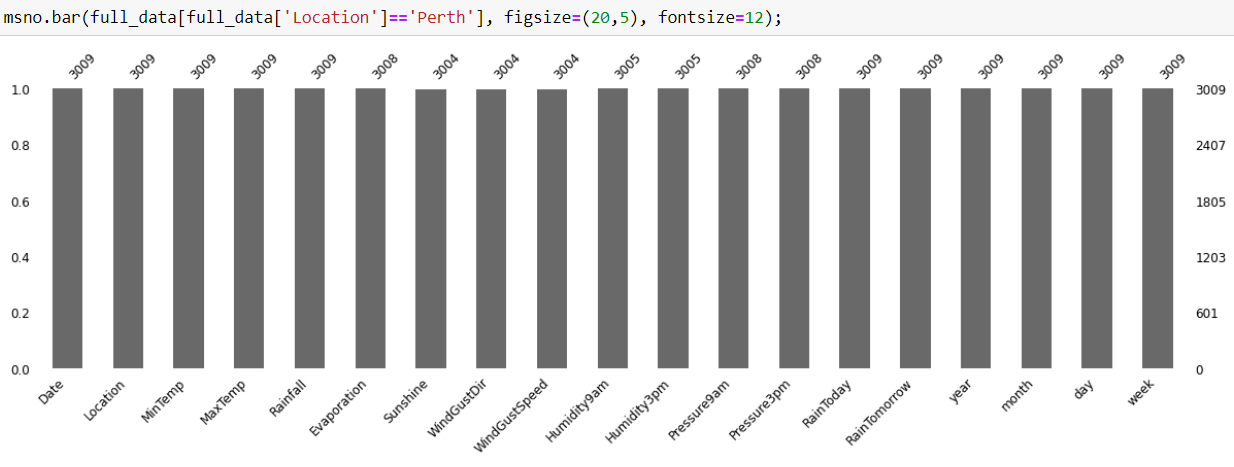 msno.bar(full_data[full_data['Location']=='Perth'], figsize=(20,5), fontsize=12);
3009 3009 3009 3009 3009 3008 3004 3004 3004 3005 3005 3008 3008 3009 3009 3009 3009 3009 3009
1.0 3009
0.8 2407
0.6 1805
0.4 1203
0.2 601
0.0 0
Date Location MinTemp MaxTemp Rainfall Evaporation Sunshine WindGustDir WindGustSpeed Humidity9am Humidity3pm Pressure9am Pressure3pm RainToday RainTomorrow year month day week